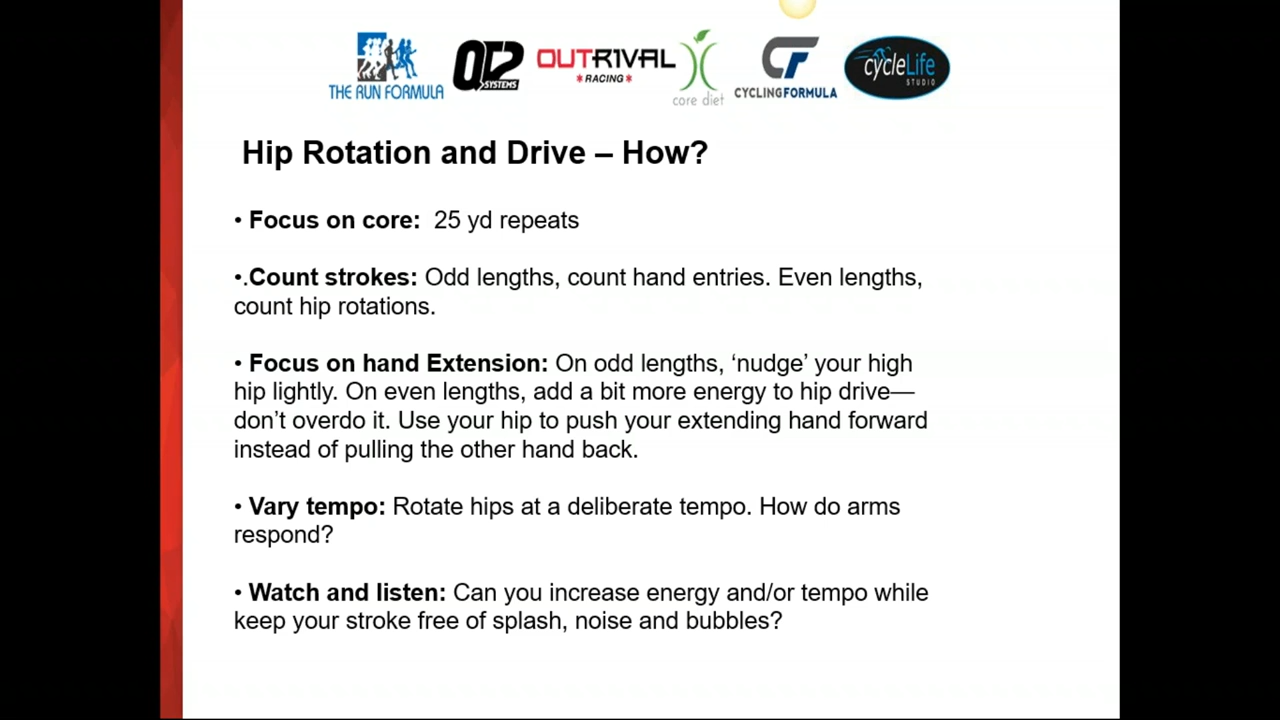 THE RUN FORMULA
QT2 SYSTEMS
OUTRIVAL
RACING
core diet
CF
CYCLINGFORMULA
cycleLife
STUDIO
Hip Rotation and Drive – How?
• Focus on core:  25 yd repeats
•.Count strokes: Odd lengths, count hand entries. Even lengths,
count hip rotations.
• Focus on hand Extension: On odd lengths, ‘nudge’ your high
hip lightly. On even lengths, add a bit more energy to hip drive—
don’t overdo it. Use your hip to push your extending hand forward
instead of pulling the other hand back.
• Vary tempo: Rotate hips at a deliberate tempo. How do arms
respond?
• Watch and listen: Can you increase energy and/or tempo while
keep your stroke free of splash, noise and bubbles?